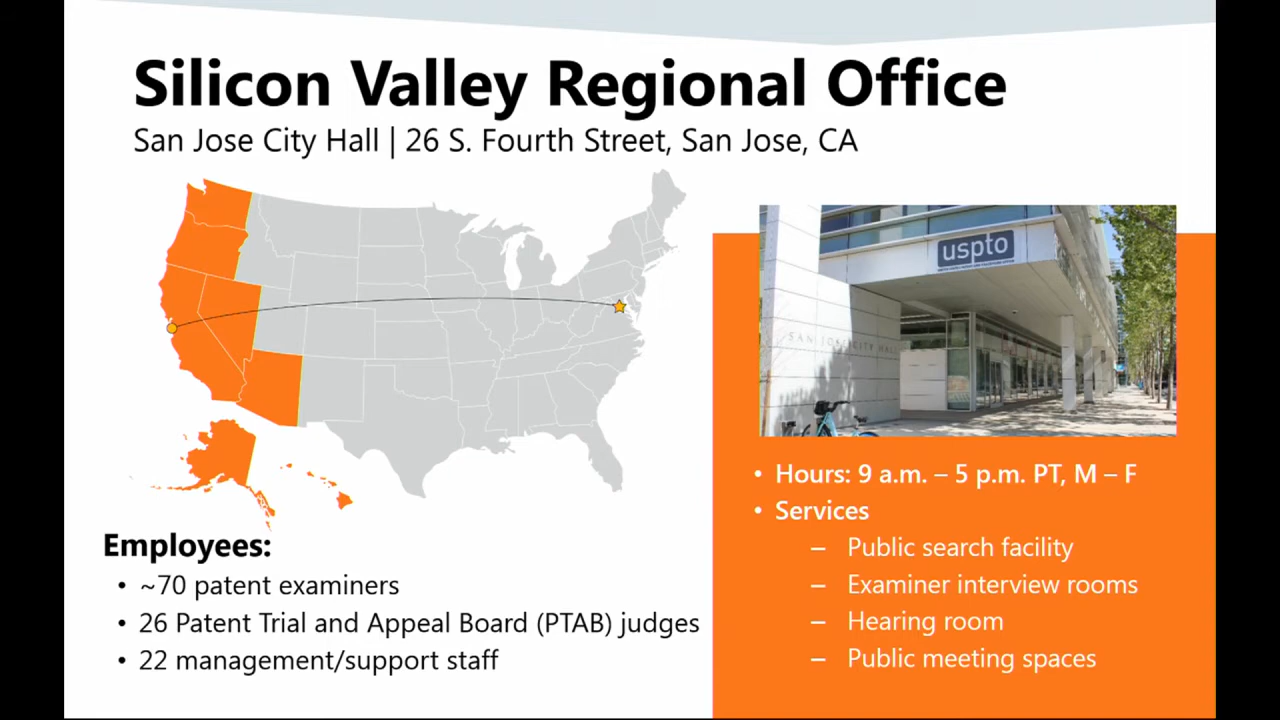 Silicon Valley Regional Office
San Jose City Hall | 26 S. Fourth Street, San Jose, CA
uspto
SAN JOSE CITY HALL
Employees:
• ~70 patent examiners
• 26 Patent Trial and Appeal Board (PTAB) judges
• 22 management/support staff
• Hours: 9 a.m. – 5 p.m. PT, M – F
• Services
– Public search facility
– Examiner interview rooms
– Hearing room
– Public meeting spaces